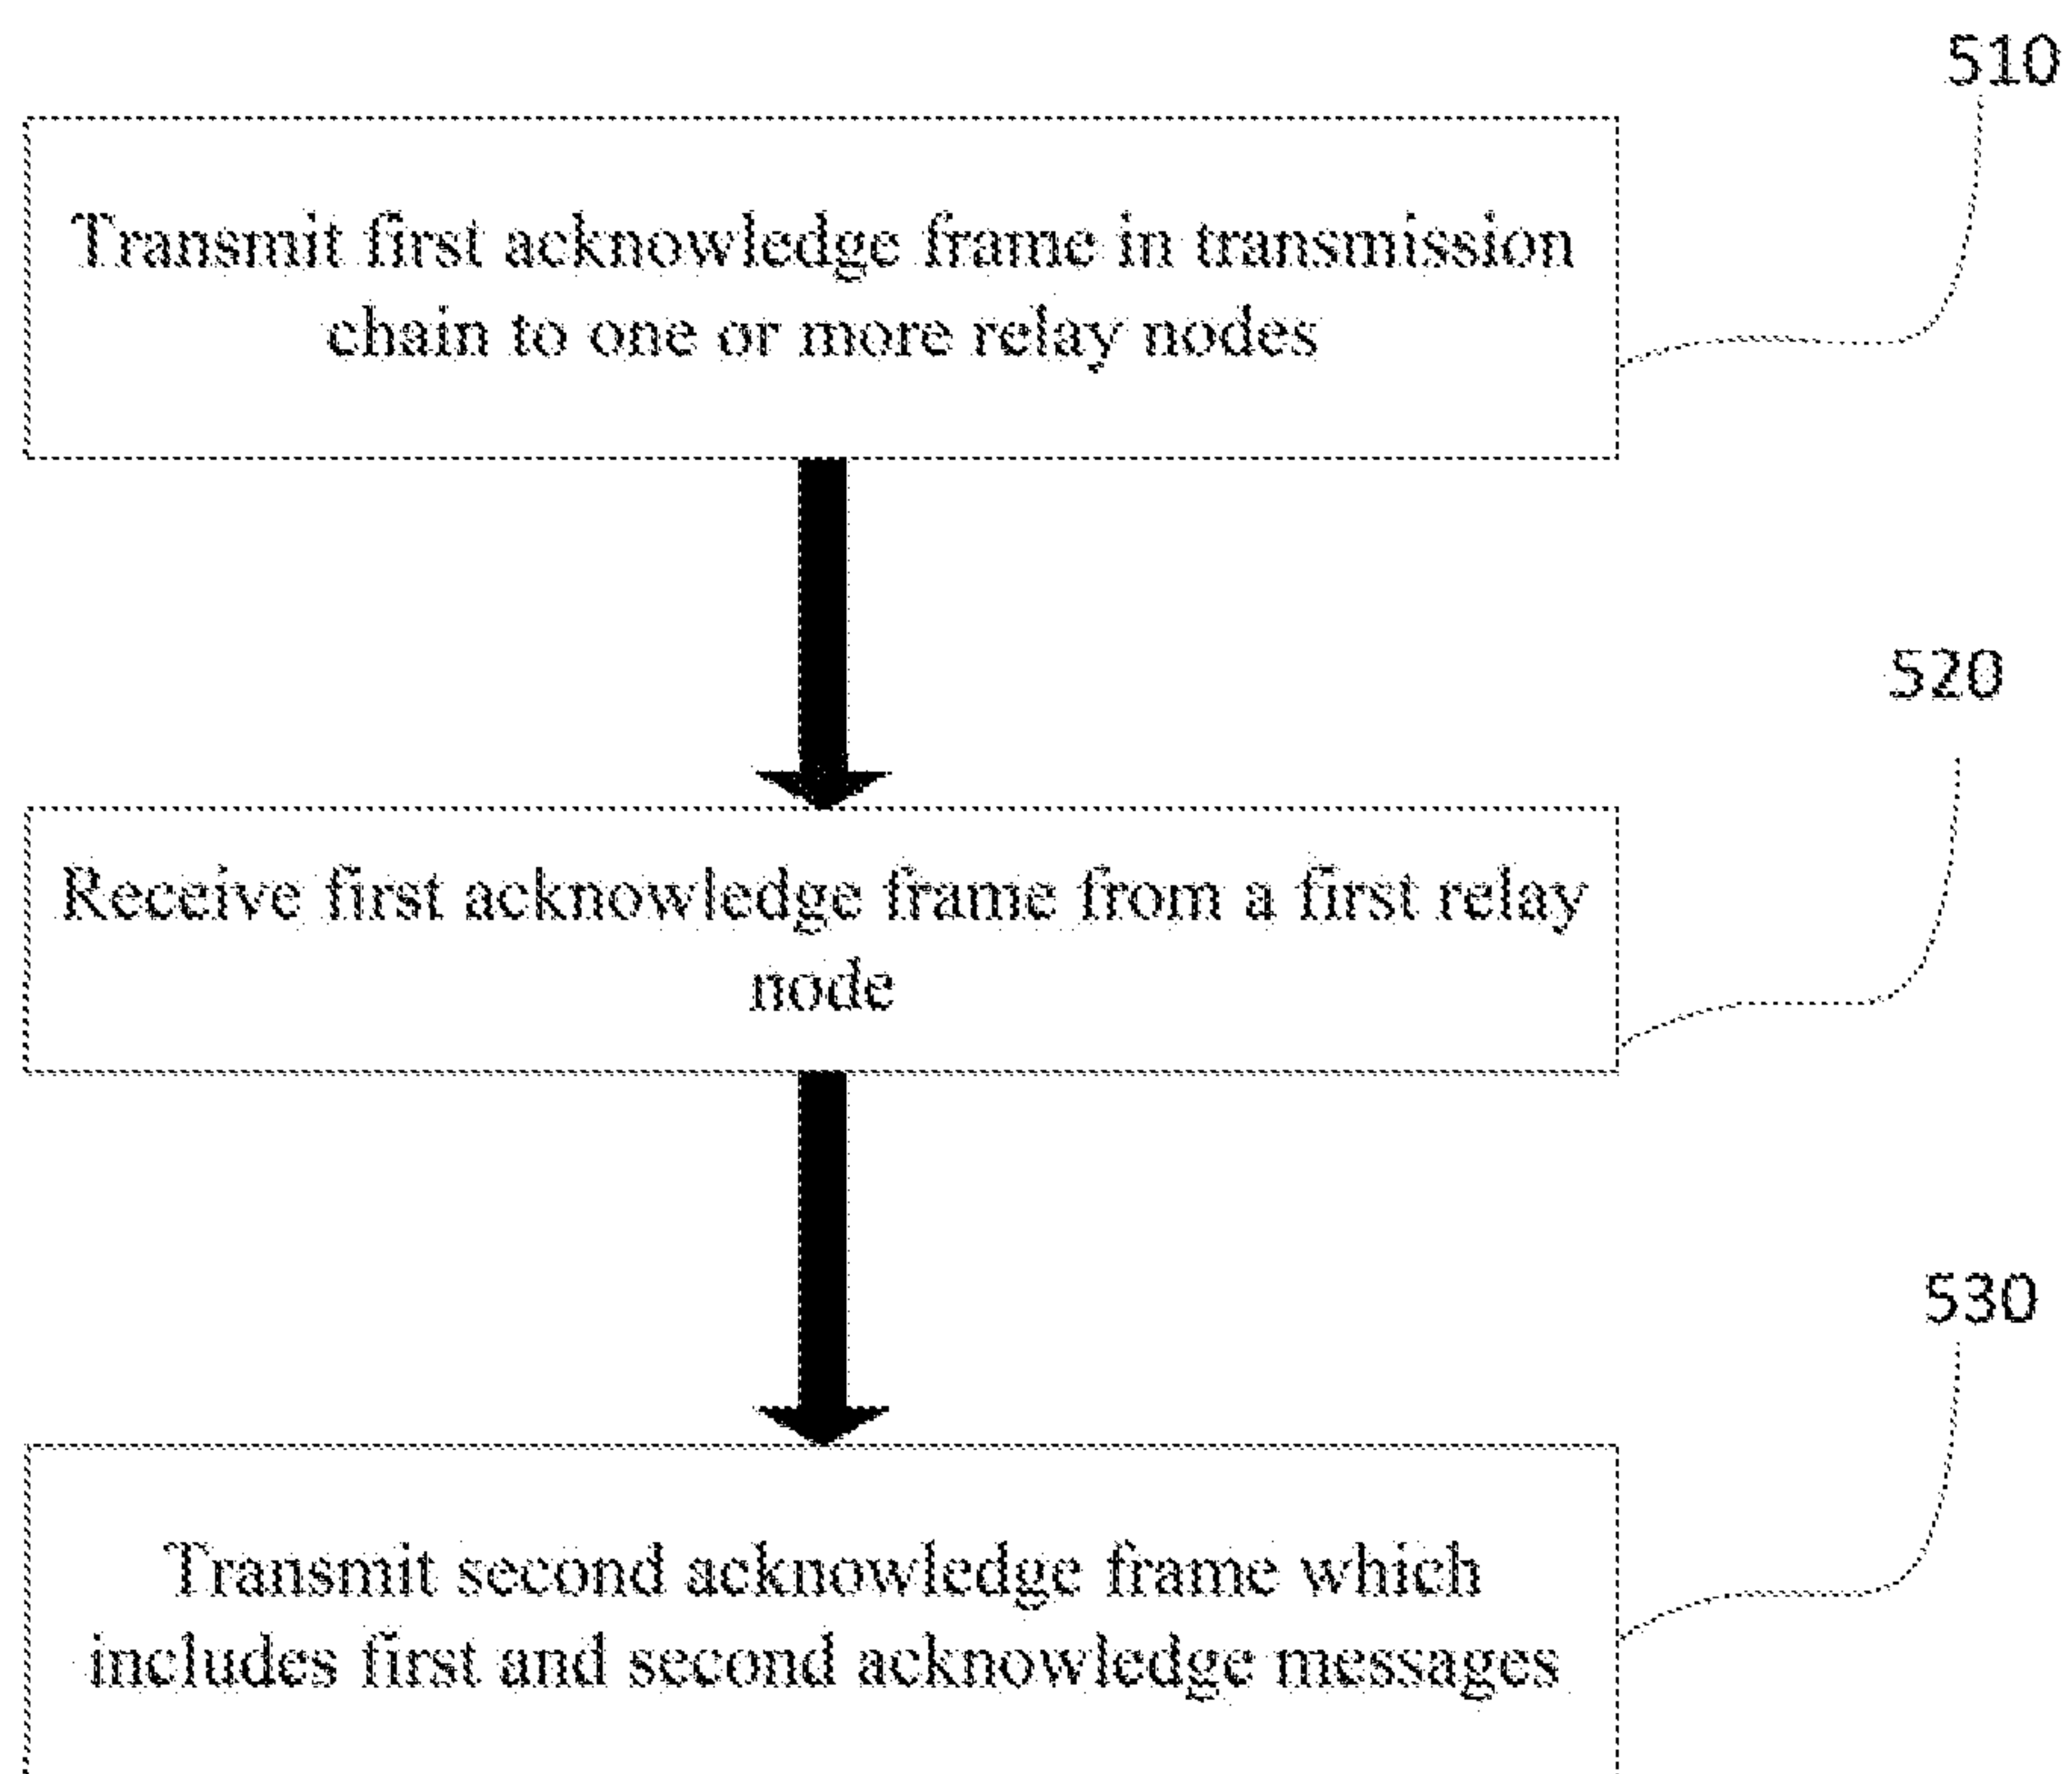 510
Transmit first acknowledge frame in transmission
chain to one or more relay nodes
520
Receive first acknowledge frame from a first relay
node
530
Transmit second acknowledge frame which
includes first and second acknowledge messages